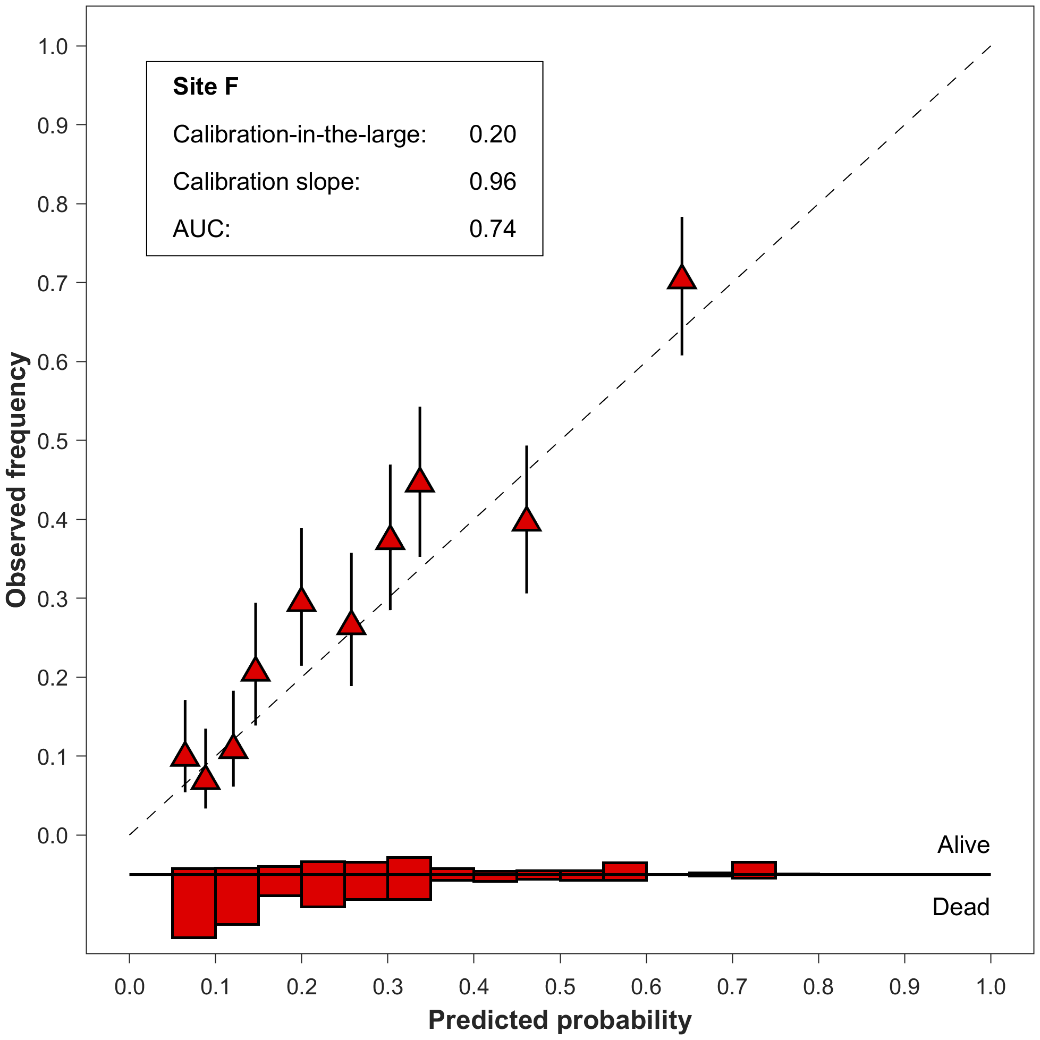 Site F
Calibration-in-the-large: 0.20
Calibration slope: 0.96
AUC: 0.74
1.0
0.9
0.8
0.7
0.6
0.5
0.4
0.3
0.2
0.1
0.0
Observed frequency
Alive
Dead
0.0 0.1 0.2 0.3 0.4 0.5 0.6 0.7 0.8 0.9 1.0
Predicted probability